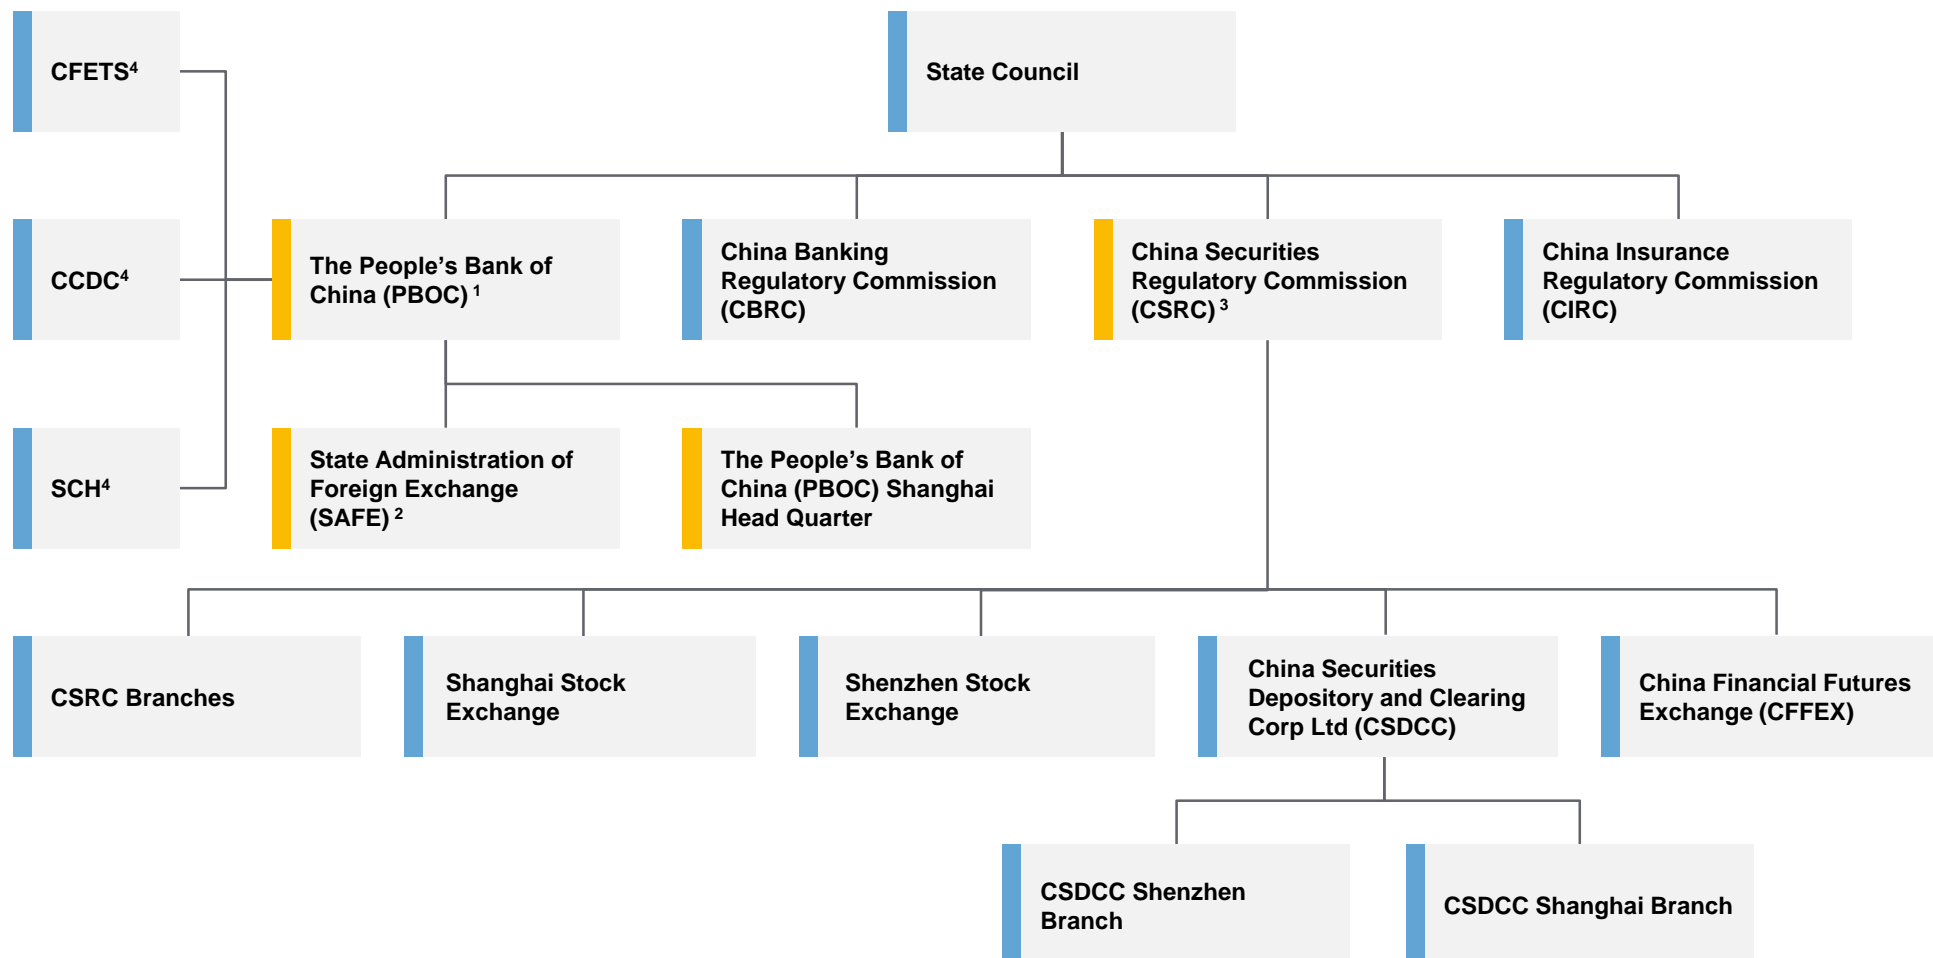 CFETS4
State Council
CCDC4
The People’s Bank of
China (PBOC) 1
China Banking
Regulatory Commission
(CBRC)
China Securities
Regulatory Commission
(CSRC) 3
China Insurance
Regulatory Commission
(CIRC)
SCH4
State Administration of
Foreign Exchange
(SAFE) 2
The People’s Bank of
China (PBOC) Shanghai
Head Quarter
CSRC Branches
Shanghai Stock
Exchange
Shenzhen Stock
Exchange
China Securities
Depository and Clearing
Corp Ltd (CSDCC)
China Financial Futures
Exchange (CFFEX)
CSDCC Shenzhen
Branch
CSDCC Shanghai Branch